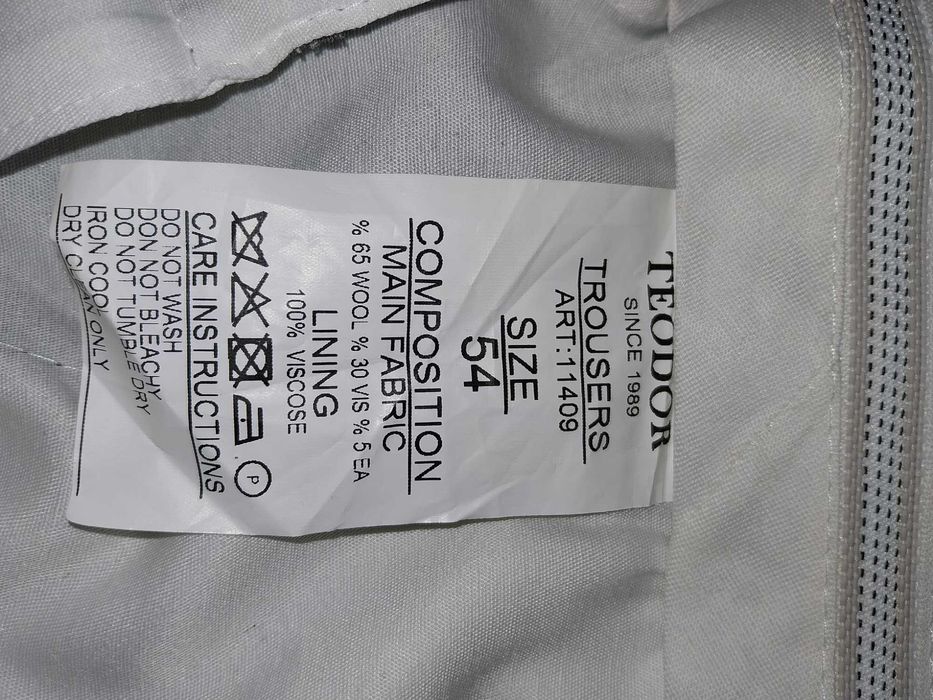 TEODOR
SINCE 1989
TROUSERS
ART:11409
SIZE
54
COMPOSITION
MAIN FABRIC
% 65 WOOL % 30 VIS % 5 EA
LINING
100% VISCOSE
P
CARE INSTRUCTIONS
DO NOT WASH
DON NOT BLEACHY
DO NOT TUMBLE DRY
IRON COOL
DRY CLEAN ONLY